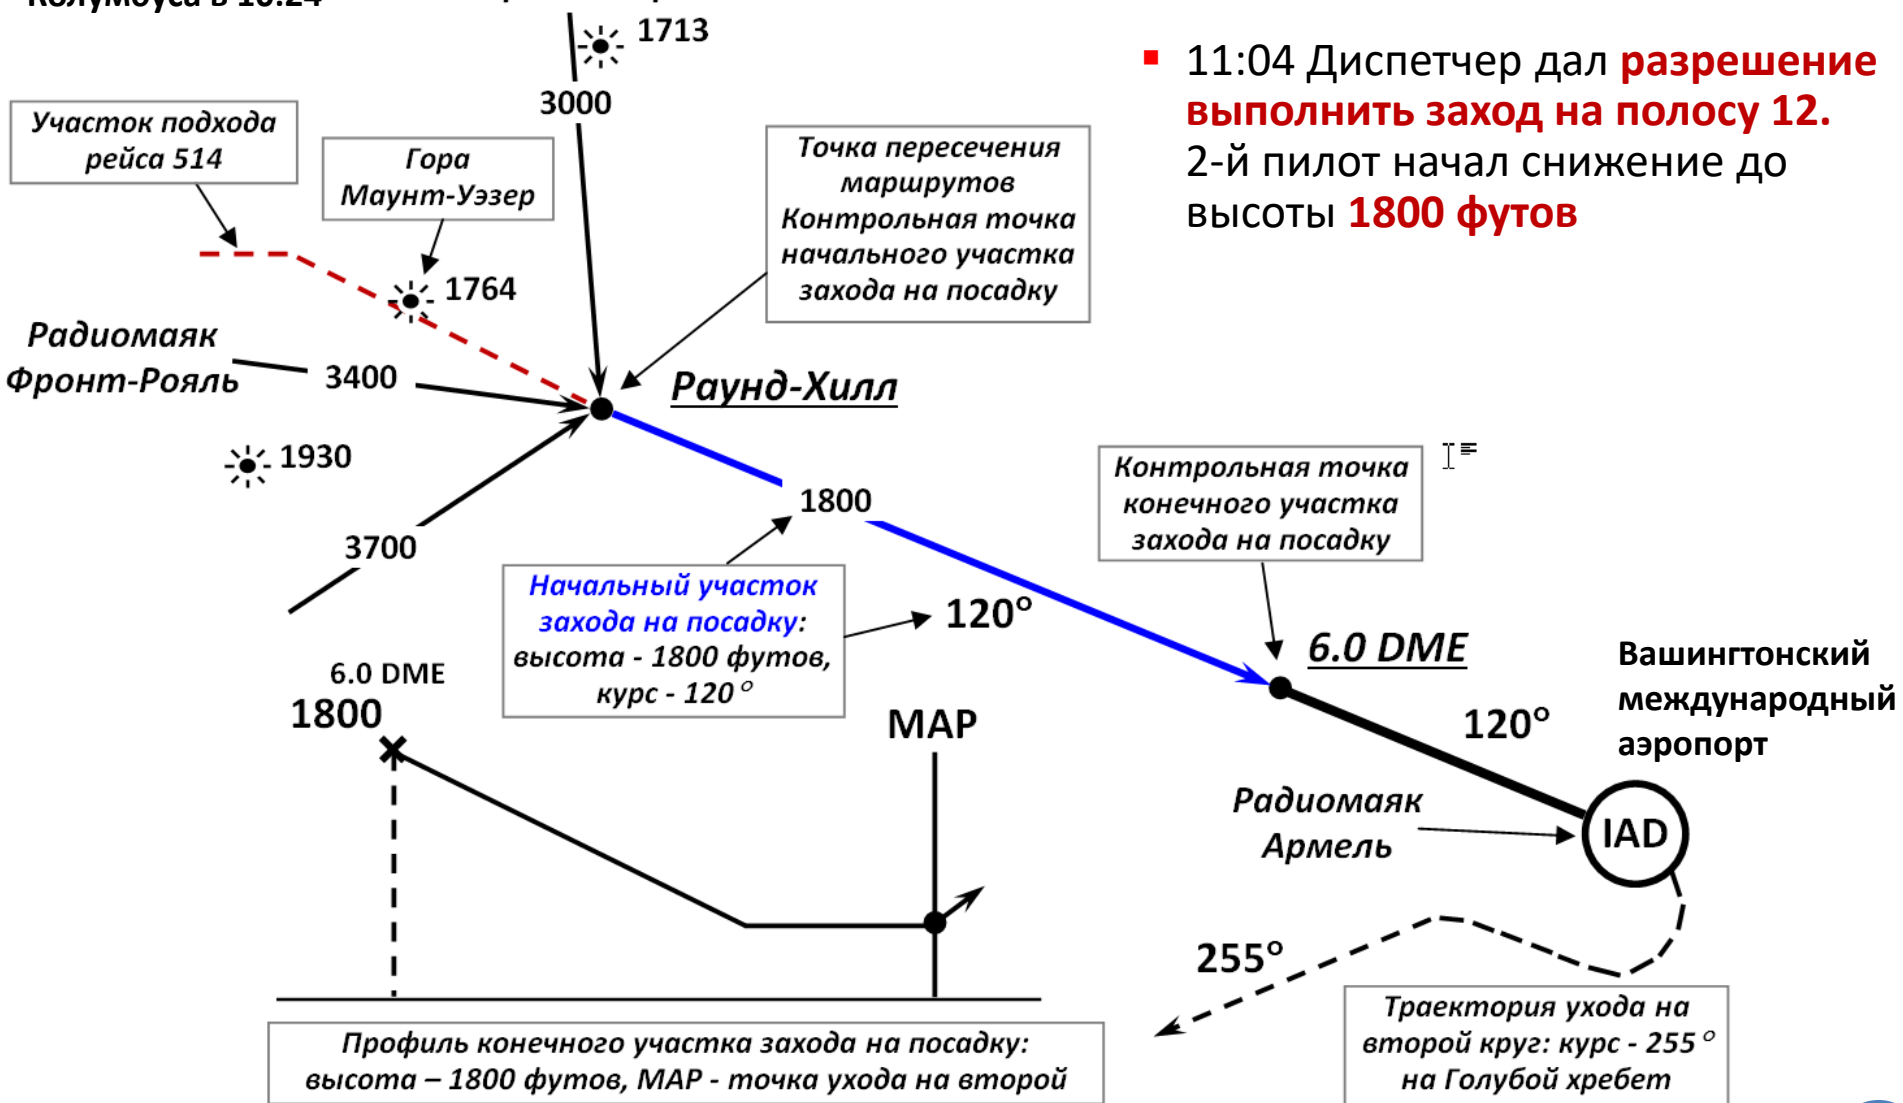 1713
3000
11:04 Диспетчер дал разрешение
выполнить заход на полосу 12.
2-й пилот начал снижение до
высоты 1800 футов
Участок подхода
рейса 514
Гора
Маунт-Уэзер
Точка пересечения
маршрутов
Контрольная точка
начального участка
захода на посадку
1764
Радиомаяк
Фронт-Рояль
3400
Раунд-Хилл
1930
3700
1800
Контрольная точка
конечного участка
захода на посадку
Начальный участок
захода на посадку:
высота - 1800 футов,
курс - 120°
120°
6.0 DME
Вашингтонский
международный
аэропорт
120°
6.0 DME
1800
MAP
Радиомаяк
Армель
IAD
255°
Профиль конечного участка захода на посадку:
высота – 1800 футов, MAP - точка ухода на второй
Траектория ухода на
второй круг: курс - 255°
на Голубой хребет